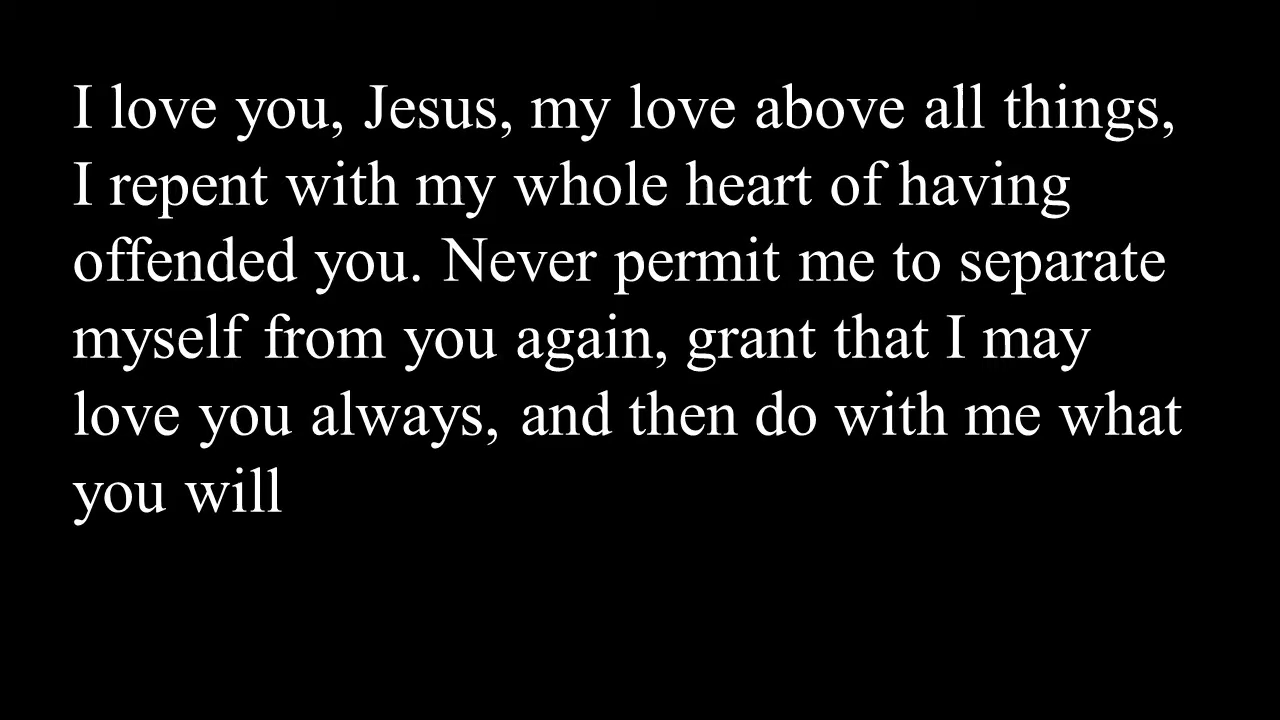 I love you, Jesus, my love above all things,
I repent with my whole heart of having
offended you. Never permit me to separate
myself from you again, grant that I may
love you always, and then do with me what
you will